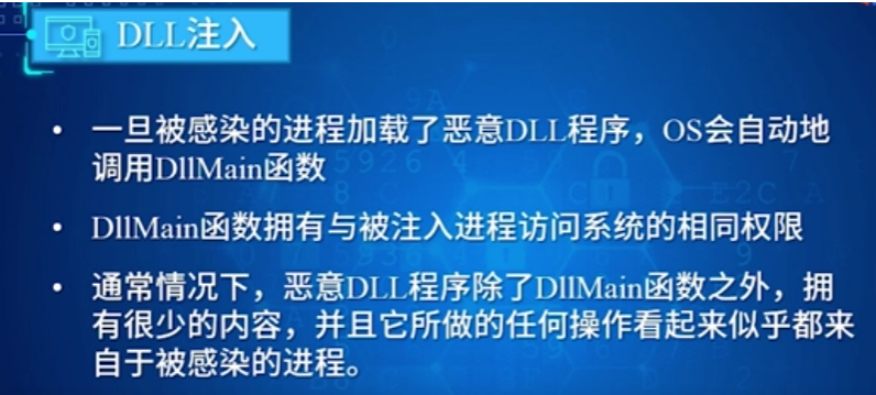 DLL注入
• 一旦被感染的进程加载了恶意DLL程序，OS会自动地
调用DllMain函数
• DllMain函数拥有与被注入进程访问系统的相同权限
• 通常情况下，恶意DLL程序除了DllMain函数之外，拥
有很少的内容，并且它所做的任何操作看起来似乎都来
自于被感染的进程。